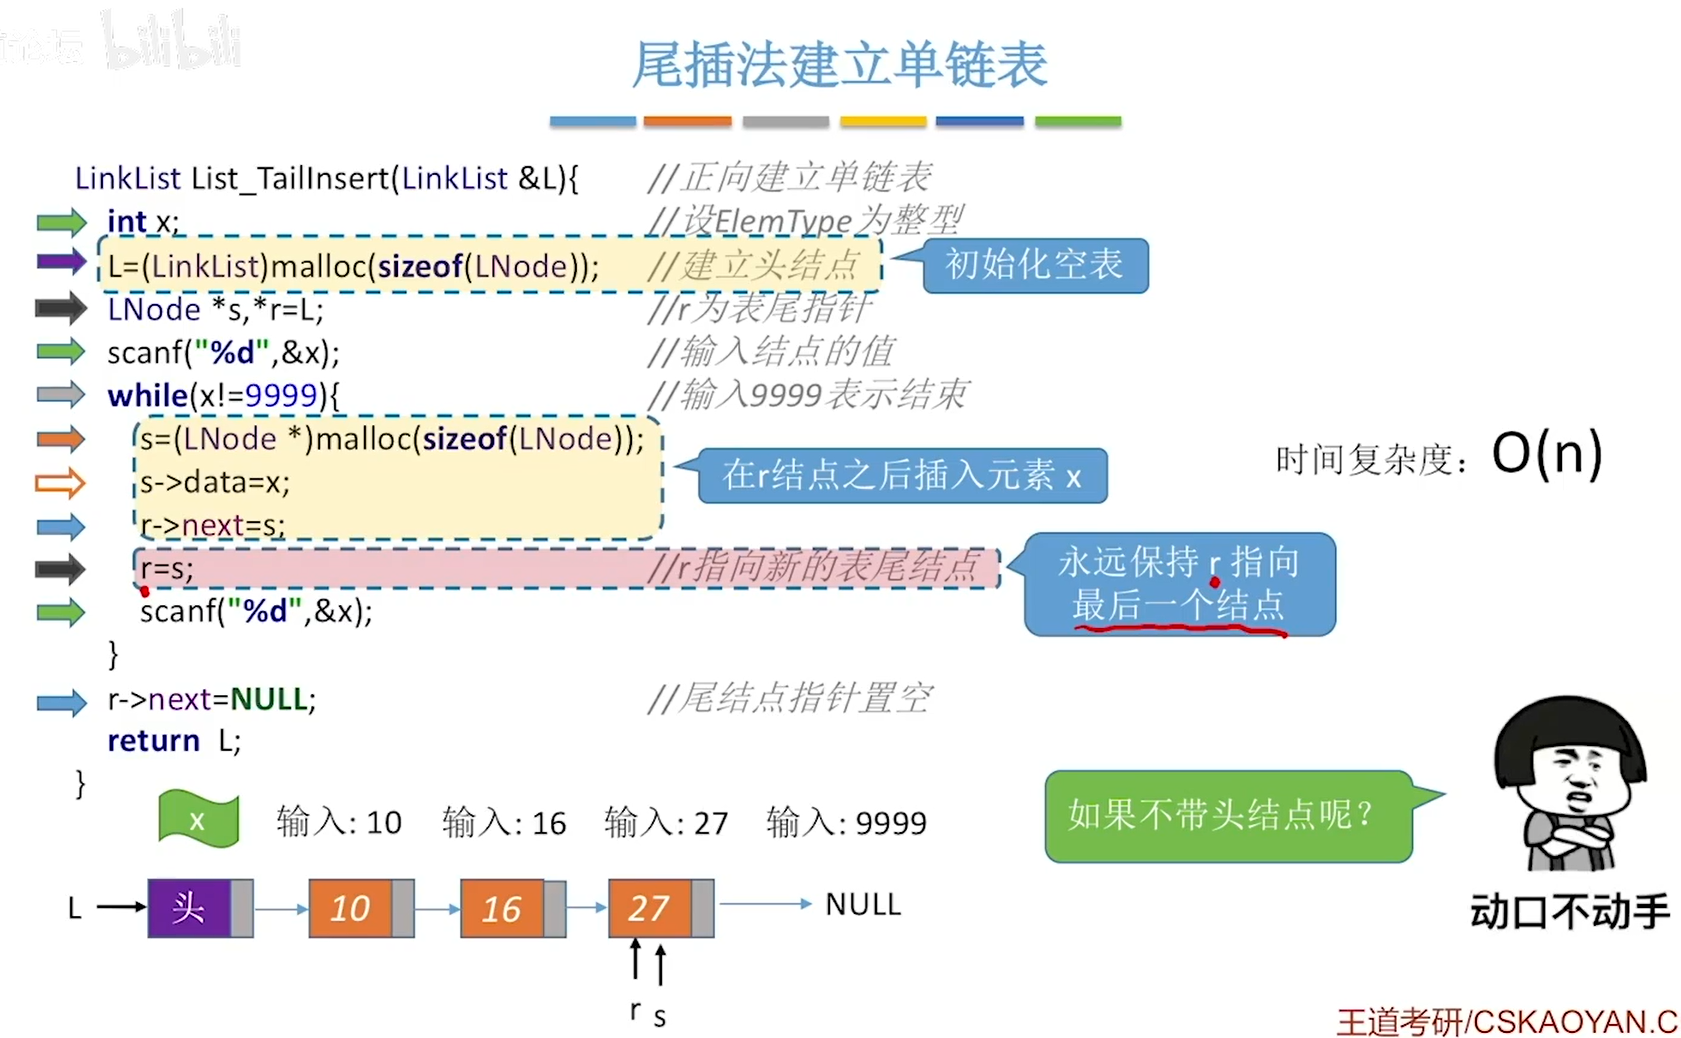 bilibili
尾插法建立单链表
LinkList List_TailInsert(LinkList &L){ //正向建立单链表
int x; //设ElemType为整型
L=(LinkList)malloc(sizeof(LNode)); //建立头结点
初始化空表
LNode *s,*r=L; //r为表尾指针
scanf("%d",&x); //输入结点的值
while(x!=9999){ //输入9999表示结束
s=(LNode *)malloc(sizeof(LNode));
s->data=x;
r->next=s;
在r结点之后插入元素 x
时间复杂度：O(n)
r=s; //r指向新的表尾结点
永远保持 r 指向
最后一个结点
scanf("%d",&x);
}
r->next=NULL; //尾结点指针置空
return L;
}
x 输入: 10 输入: 16 输入: 27 输入: 9999
如果不带头结点呢？
动口不动手
L 头 10 16 27 NULL
r s
王道考研/CSKAOYAN.C